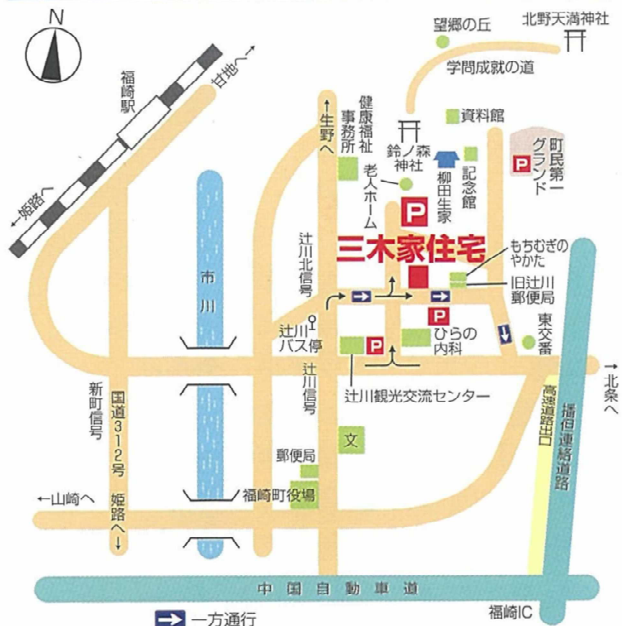 N
望郷の丘
北野天満神社
学問成就の道
福崎駅
甘地へ
健康福祉
事務所
資料館
鈴ノ森
神社
町民第一
グランド
P
記念館
柳田生家
老人ホーム
←生野へ
←姫路へ
P
三木家住宅
もちむぎの
やかた
旧辻川
郵便局
市川
辻川北信号
P
辻川
バス停
ひらの
内科
東交番
P
辻川信号
辻川観光交流センター
→北条へ
新町信号
国道312号
姫路へ→
高速道路出口
播但連絡道路
文
郵便局
福崎町役場
←山崎へ
中国自動車道
福崎IC
一方通行